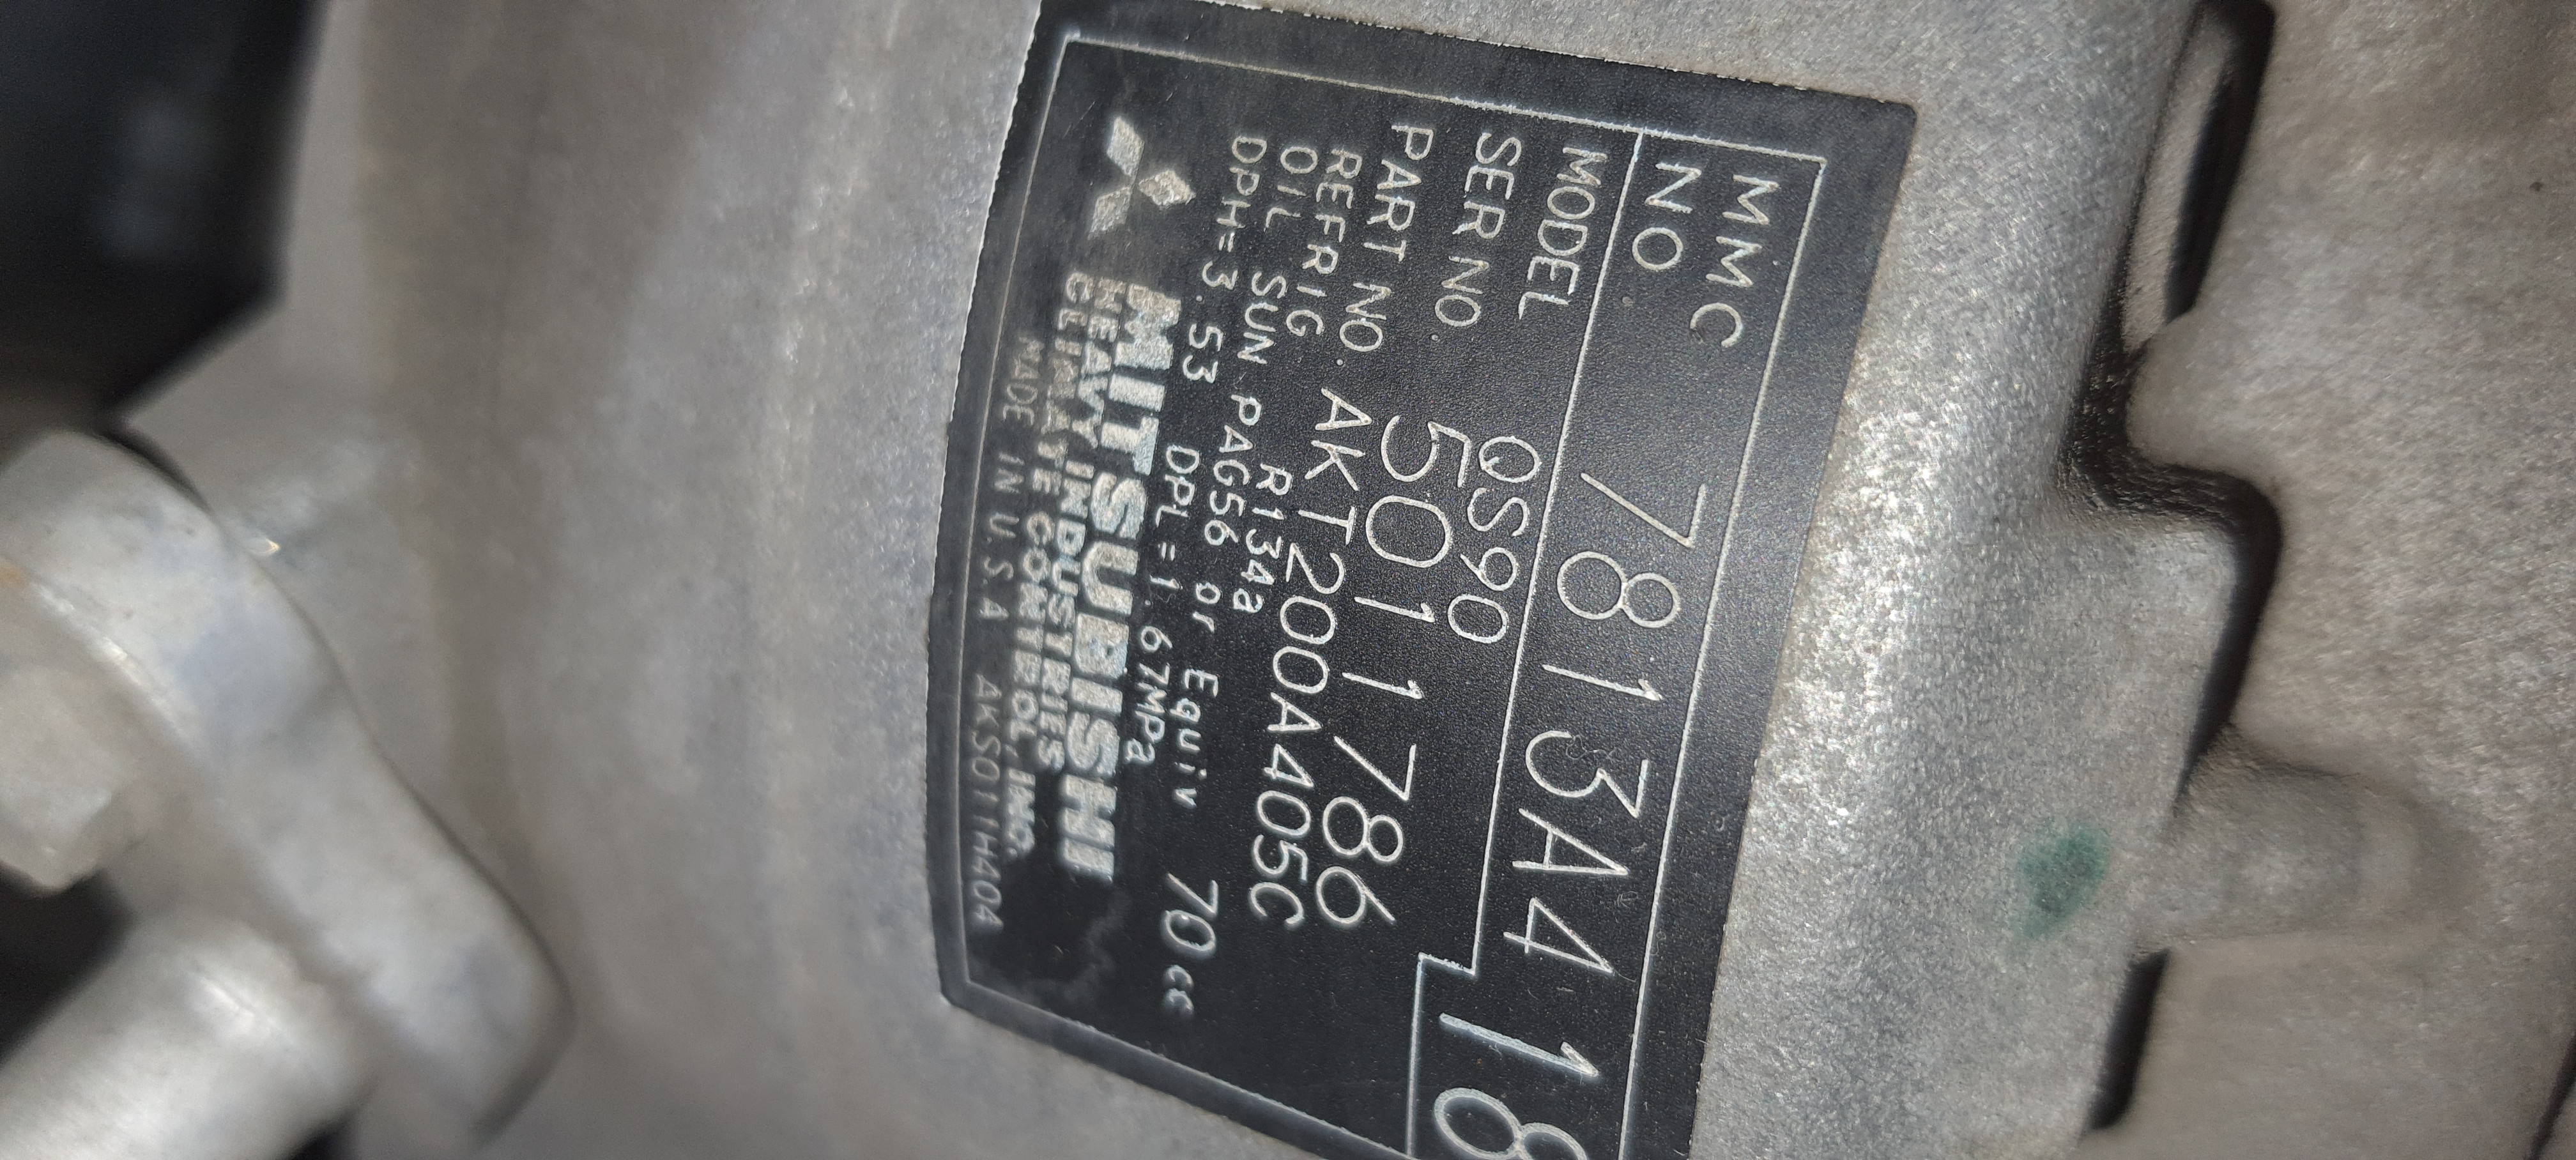 MMC NO 7813A418
MODEL QS90
SER NO. 5011786
PART NO. AKT200A405C
REFRIG R134a
OIL SUN PAG56 or Equiv 70cc
DPH=3.53 DPL=1.67MPa
MITSUBISHI
HEAVY INDUSTRIES
CLIMATE CONTROL INC.
MADE IN U.S.A AKS011H404